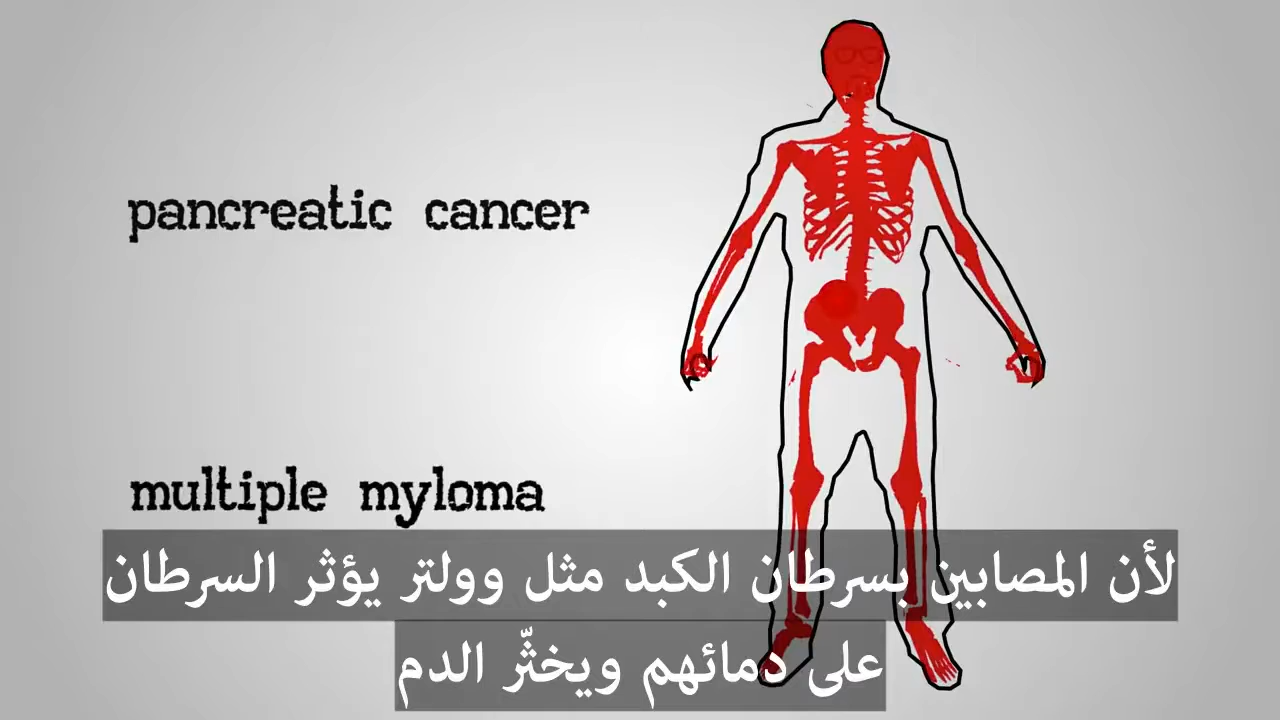 pancreatic cancer
multiple myloma
لأن المصابين بسرطان الكبد مثل وولتر يؤثر السرطان
على دمائهم ويخثّر الدم